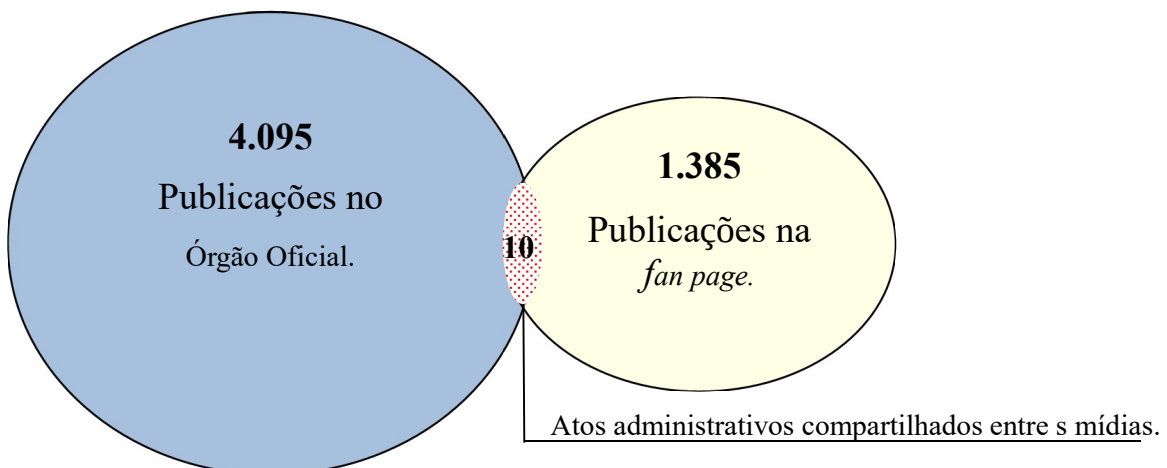 4.095
Publicações no
Órgão Oficial.
1.385
Publicações na
fan page.
10
Atos administrativos compartilhados entre s mídias.